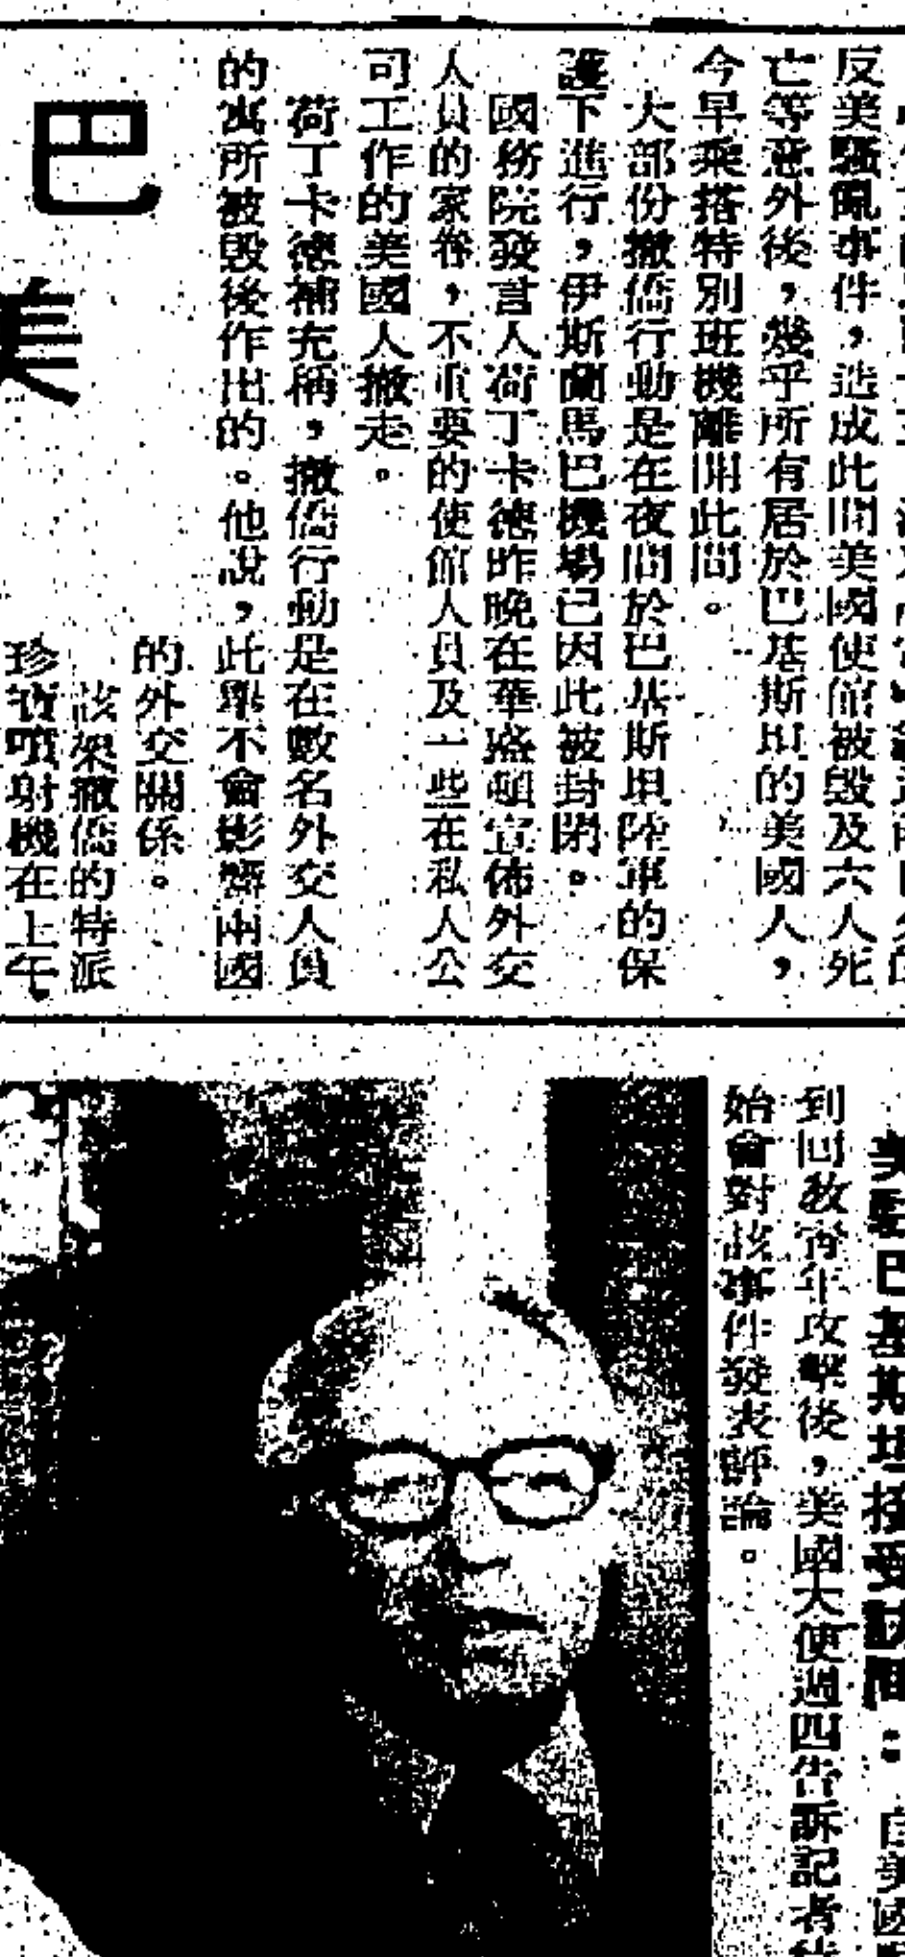 反美騷亂事件，造成此間美國使館被毀及六人死
亡等意外後，幾乎所有居於巴基斯坦的美國人，
今早乘搭特別班機離開此間。
大部份撤僑行動是在夜間於巴基斯坦陸軍的保
護下進行，伊斯蘭馬巴機場已因此被封閉。
國務院發言人荷丁卡德昨晚在華盛頓宣佈外交
人員的家眷，不重要的使館人員及一些在私人公
司工作的美國人撤走。
荷丁卡德補充稱，撤僑行動是在數名外交人員
的寓所被毀後作出的。他說，此舉不會影響兩國
的外交關係。
該架撤僑的特派
珍寶噴射機在上午
巴
美
美駐巴基斯坦接受訪問：自美國
到回教青年攻擊後，美國大使週四告訴記者
始會對該事件發表評論。